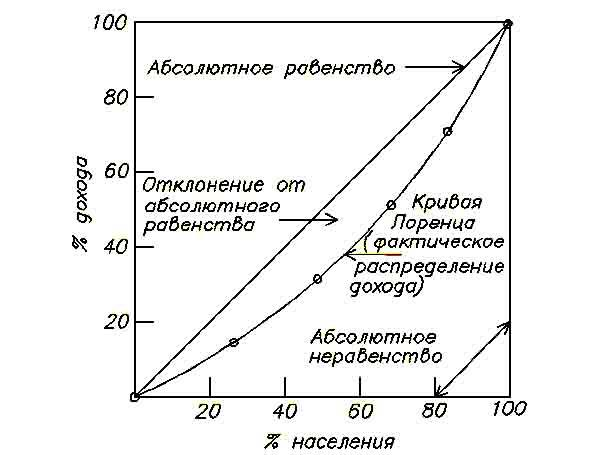 100
Абсолютное равенство
80
60
Отклонение от
абсолютного
равенства
Кривая
Лоренца
(фактическое
распределение
дохода)
40
20
Абсолютное
неравенство
% дохода
20 40 60 80 100
% населения